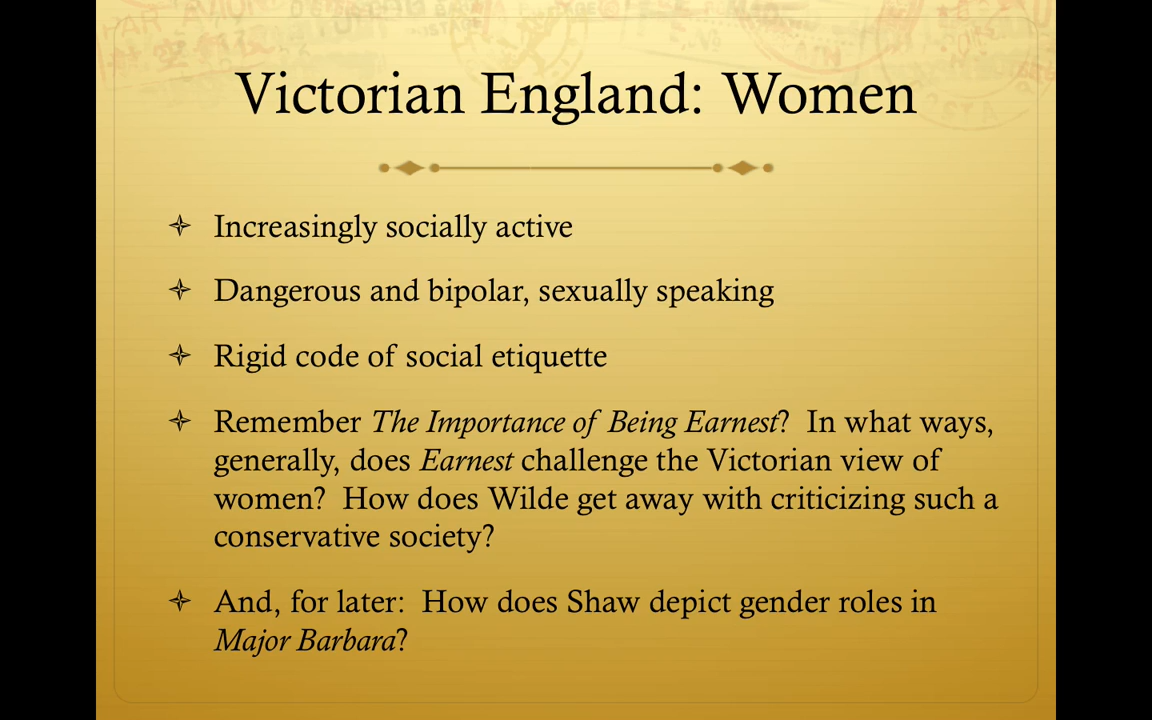 Victorian England: Women
Increasingly socially active
Dangerous and bipolar, sexually speaking
Rigid code of social etiquette
Remember The Importance of Being Earnest? In what ways,
generally, does Earnest challenge the Victorian view of
women? How does Wilde get away with criticizing such a
conservative society?
And, for later: How does Shaw depict gender roles in
Major Barbara?